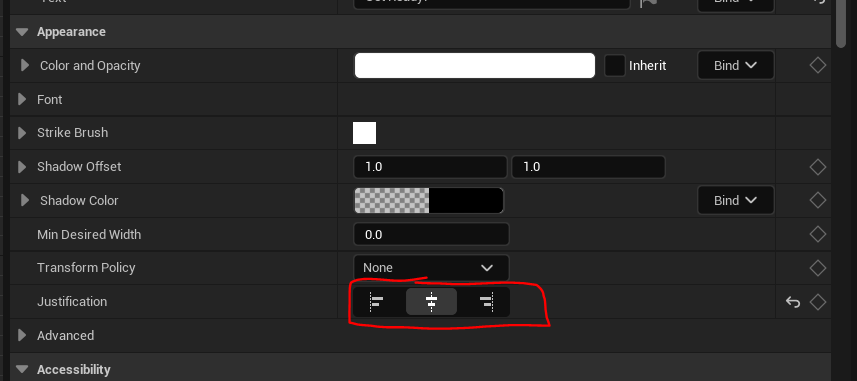 Appearance
Color and Opacity Inherit Bind
Font
Strike Brush
Shadow Offset 1.0 1.0
Shadow Color Bind
Min Desired Width 0.0
Transform Policy None
Justification
Advanced
Accessibility